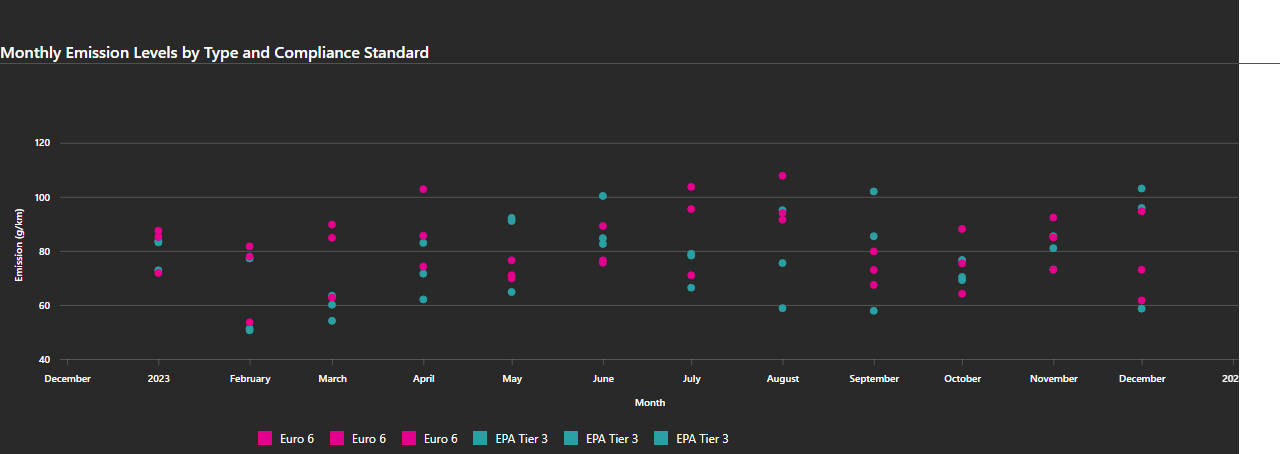 Monthly Emission Levels by Type and Compliance Standard
120
100
80
60
40
Emission (g/km)
December 2023 February March April May June July August September October November December 202
Month
Euro 6 Euro 6 Euro 6 EPA Tier 3 EPA Tier 3 EPA Tier 3